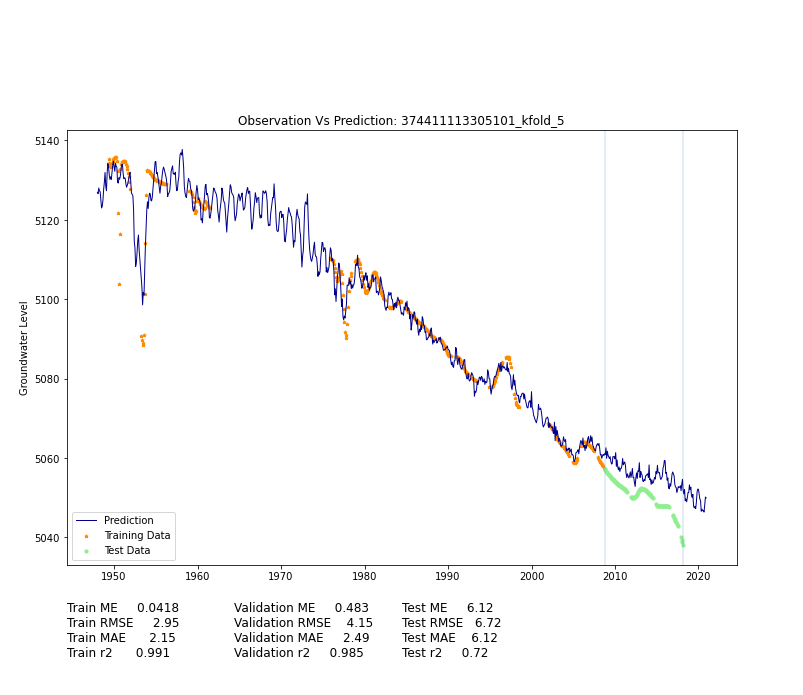 Observation Vs Prediction: 374411113305101_kfold_5
5140
5120
5100
5080
5060
5040
Groundwater Level
Prediction
Training Data
Test Data
1950 1960 1970 1980 1990 2000 2010 2020
Train ME 0.0418 Validation ME 0.483 Test ME 6.12
Train RMSE 2.95 Validation RMSE 4.15 Test RMSE 6.72
Train MAE 2.15 Validation MAE 2.49 Test MAE 6.12
Train r2 0.991 Validation r2 0.985 Test r2 0.72